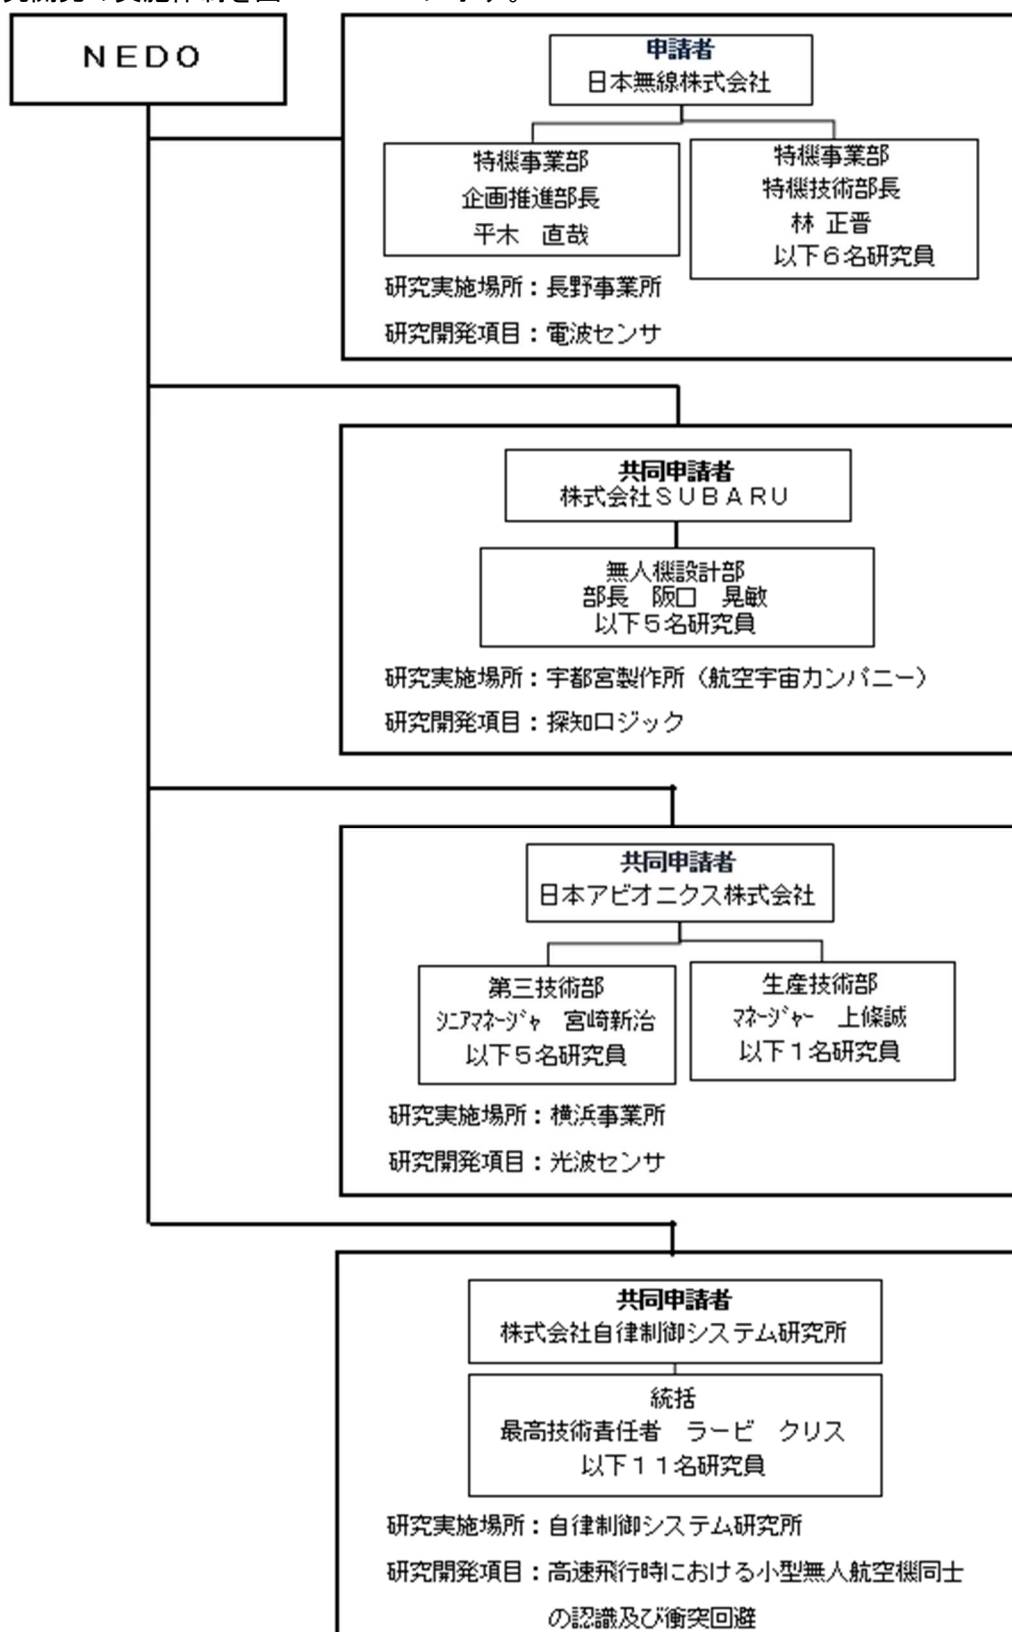 NEDO
申請者
日本無線株式会社
特機事業部
企画推進部長
平木　直哉
特機事業部
特機技術部長
林 正晋
以下６名研究員
研究実施場所：長野事業所
研究開発項目：電波センサ
共同申請者
株式会社ＳＵＢＡＲＵ
無人機設計部
部長　阪口　晃敏
以下５名研究員
研究実施場所：宇都宮製作所（航空宇宙カンパニー）
研究開発項目：探知ロジック
共同申請者
日本アビオニクス株式会社
第三技術部
ｼﾆｱﾏﾈｰｼﾞｬ　宮崎新治
以下５名研究員
生産技術部
ﾏﾈｰｼﾞｬｰ　上條誠
以下１名研究員
研究実施場所：横浜事業所
研究開発項目：光波センサ
共同申請者
株式会社自律制御システム研究所
統括
最高技術責任者　ラービ　クリス
以下１１名研究員
研究実施場所：自律制御システム研究所
研究開発項目：高速飛行時における小型無人航空機同士
の認識及び衝突回避